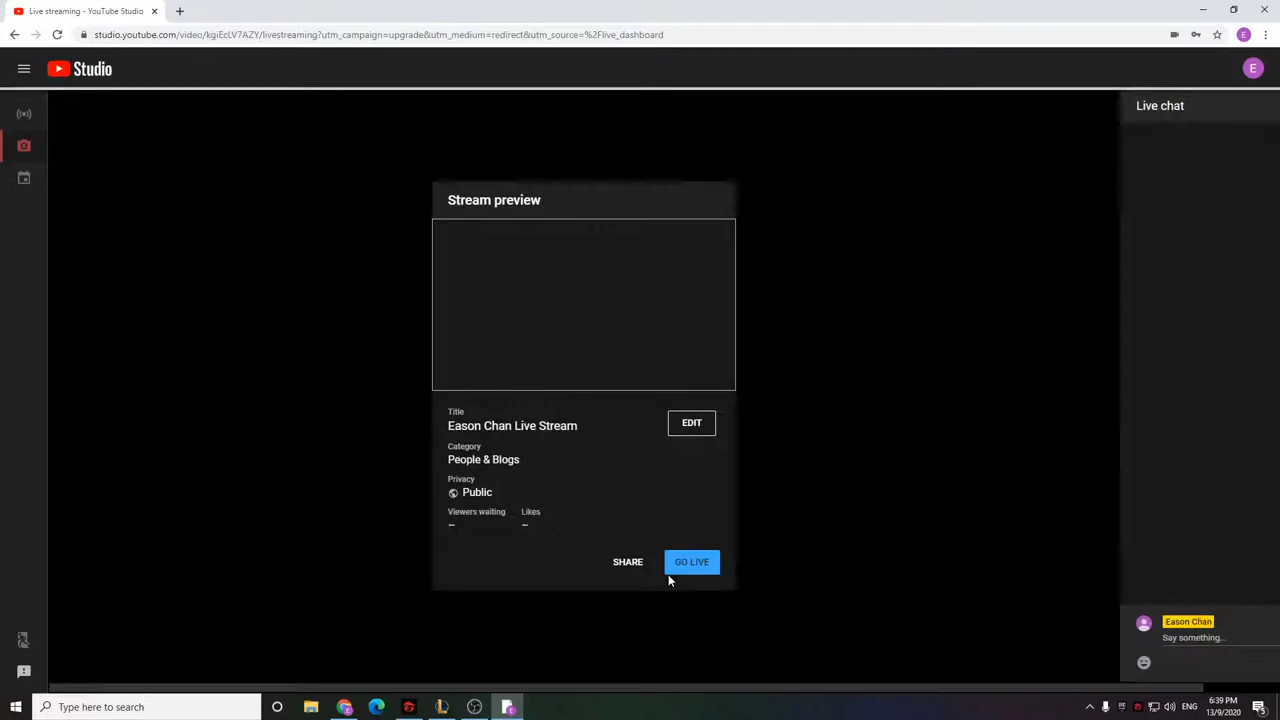 Live streaming - YouTube Studio
studio.youtube.com/video/kgiEcLV7AZY/livestreaming?utm_campaign=upgrade&utm_medium=redirect&utm_source=%2Flive_dashboard
E
Studio
E
Live chat
Stream preview
Title
Eason Chan Live Stream
EDIT
Category
People & Blogs
Privacy
Public
Viewers waiting Likes
– –
SHARE GO LIVE
Eason Chan
Say something...
Type here to search
ENG
6:39 PM
13/9/2020
5